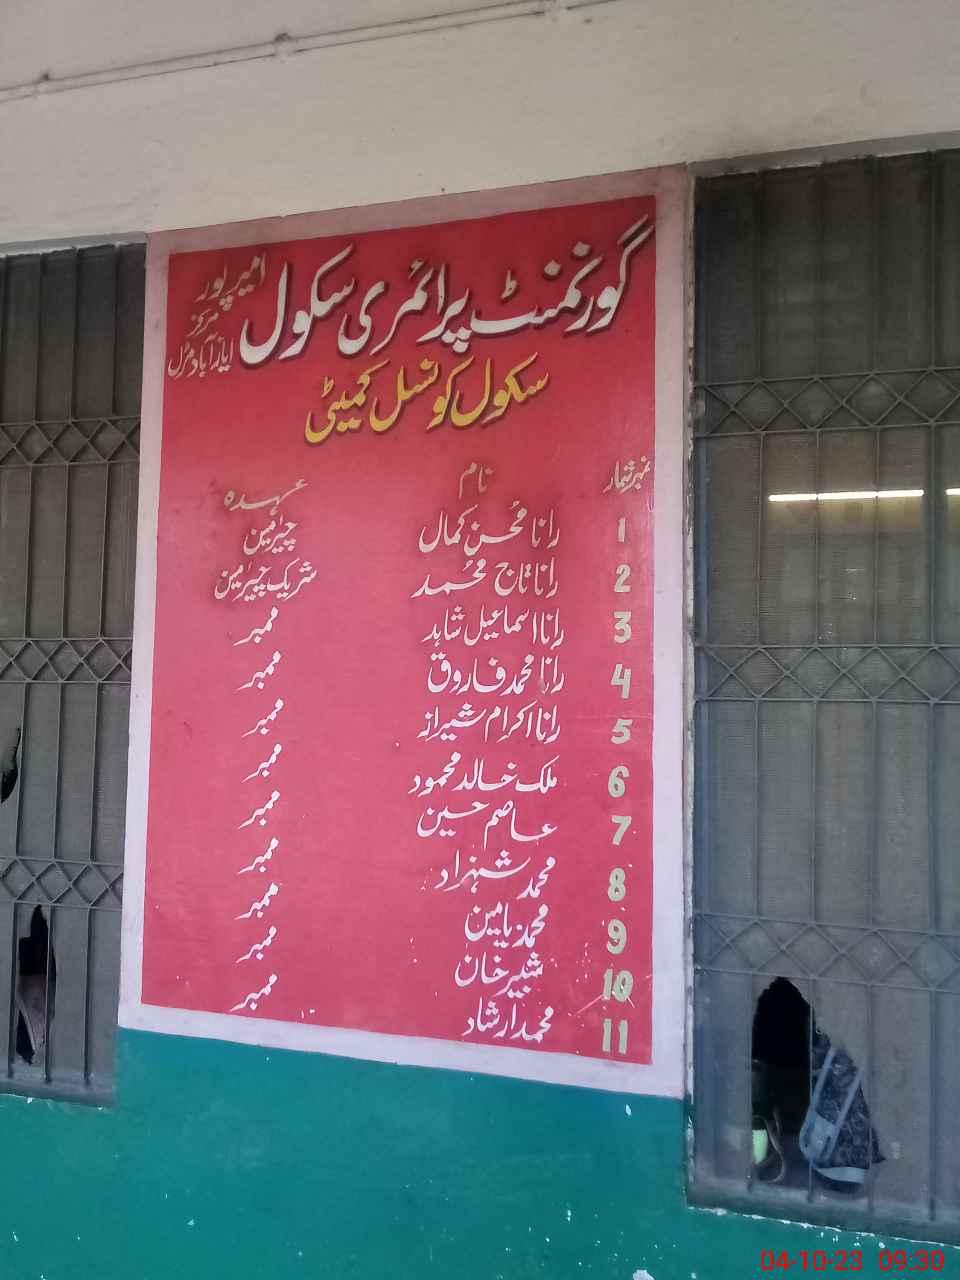 گورنمنٹ پرائمری سکول امیر پور
مرکز
ایاز آباد مڑل
سکول کونسل کمیٹی
نمبر شمار نام عہدہ
1 رانا محسن کمال چیرمین
2 رانا تاج محمد شریک چیرمین
3 رانا اسماعیل شاہد ممبر
4 رانا محمد فاروق ممبر
5 رانا اکرام شیرانہ ممبر
6 ملک خالد محمود ممبر
7 عاصم حسین ممبر
8 محمد شہزاد ممبر
9 محمد یامین ممبر
10 شبیر خان ممبر
11 محمد ارشاد ممبر
04-10-23 09:30